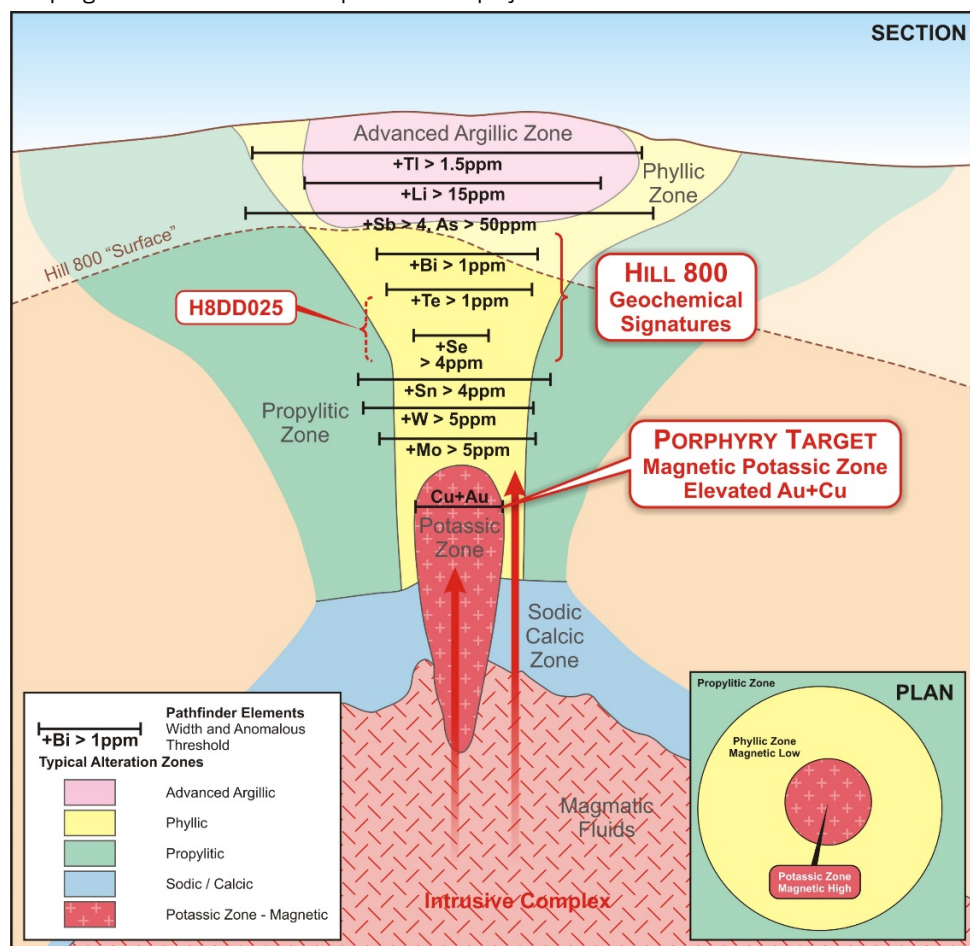 SECTION
Advanced Argillic Zone
+Tl > 1.5ppm
Phyllic
Zone
+Li > 15ppm
+Sb > 4, As > 50ppm
Hill 800 "Surface"
+Bi > 1ppm
HILL 800
Geochemical
Signatures
H8DD025
+Te > 1ppm
+Se
> 4ppm
+Sn > 4ppm
Propylitic
Zone
+W > 5ppm
+Mo > 5ppm
PORPHYRY TARGET
Magnetic Potassic Zone
Elevated Au+Cu
Cu+Au
Potassic
Zone
Sodic
Calcic
Zone
Magmatic
Fluids
Intrusive Complex
+Bi > 1ppm
Pathfinder Elements
Width and Anomalous
Threshold
Typical Alteration Zones
Advanced Argillic
Phyllic
Propylitic
Sodic / Calcic
Potassic Zone - Magnetic
Propylitic Zone
PLAN
Phyllic Zone
Magnetic Low
Potassic Zone
Magnetic High